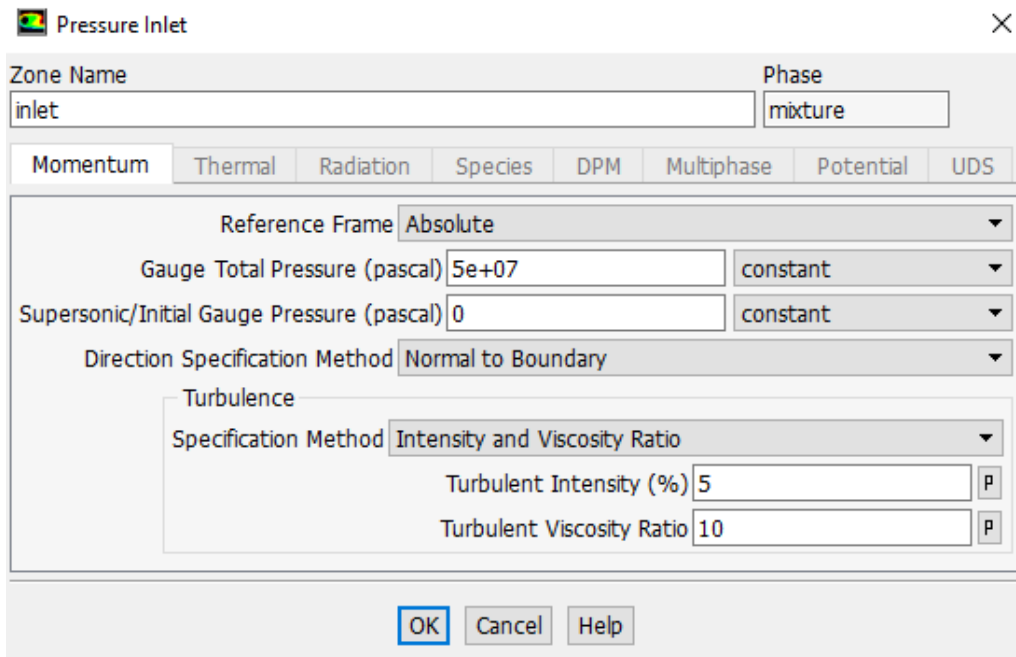 Pressure Inlet
Zone Name Phase
inlet mixture
Momentum Thermal Radiation Species DPM Multiphase Potential UDS
Reference Frame Absolute
Gauge Total Pressure (pascal) 5e+07 constant
Supersonic/Initial Gauge Pressure (pascal) 0 constant
Direction Specification Method Normal to Boundary
Turbulence
Specification Method Intensity and Viscosity Ratio
Turbulent Intensity (%) 5 P
Turbulent Viscosity Ratio 10 P
OK Cancel Help